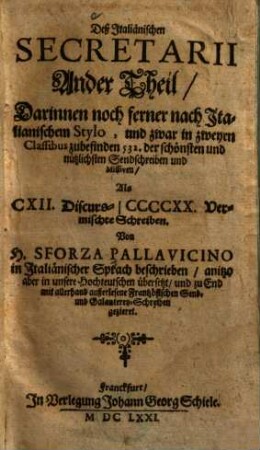 Deß Italiänischen
SECRETARII
Ander Theil /
Darinnen noch ferner nach Ita-
lianischem Stylo, und zwar in zweyen
Classibus zubefinden 532. der schönsten und
nützlichsten Sendschreiben und
Missiven /
Als
CXII. Discurs- / CCCCXX. Ver-
mischte Schreiben.
Von
H. SFORZA PALLAVICINO
in Italiänischer Sprach beschrieben / anitzo
aber in unsere Hochteutschen übersetzt / und zu End
mit allerhand außerlesene Frantzösischen Send-
und Galanterey-Schreiben
gezieret.
Franckfurt /
In Verlegung Johann Georg Schiele.
M DC LXXI.